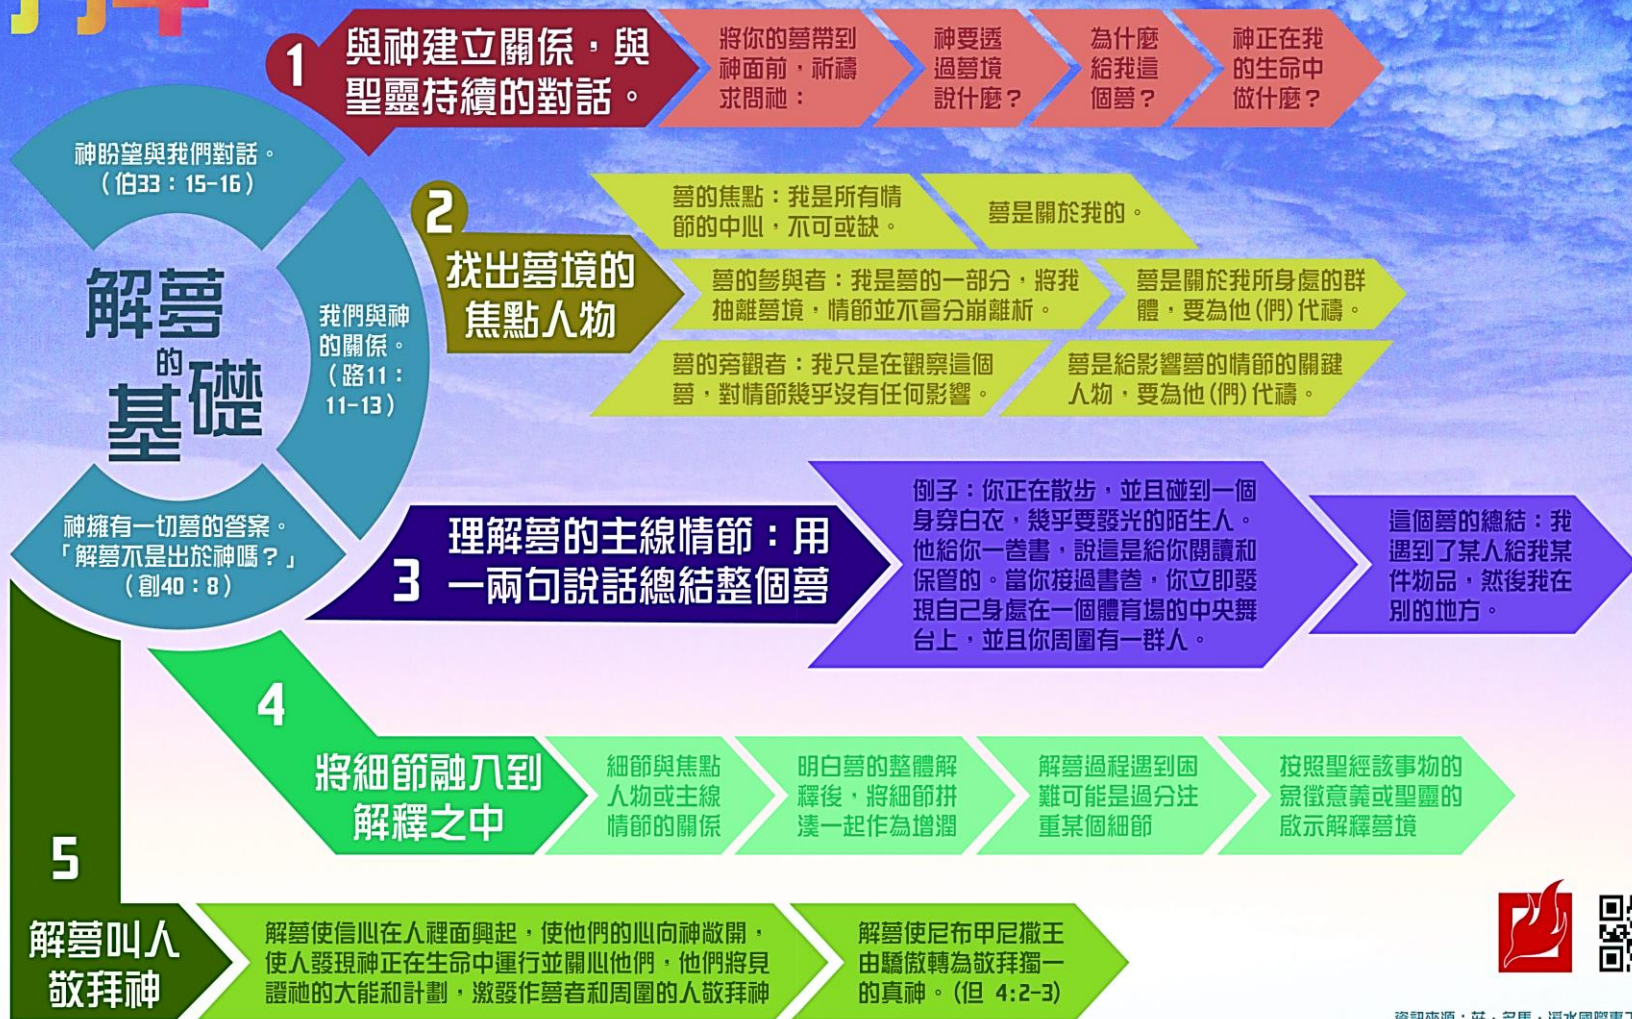 1
與神建立關係，與
聖靈持續的對話。
將你的夢帶到
神面前，祈禱
求問祂：
神要透
過夢境
說什麼？
為什麼
給我這
個夢？
神正在我
的生命中
做什麼？
神盼望與我們對話。
（伯33：15-16）
我們與神
的關係。
（路11：
11-13）
神擁有一切夢的答案。
「解夢不是出於神嗎？」
（創40：8）
解夢
的
基礎
2
找出夢境的
焦點人物
夢的焦點：我是所有情
節的中心，不可或缺。
夢是關於我的。
夢的參與者：我是夢的一部分，將我
抽離夢境，情節並不會分崩離析。
夢是關於我所身處的群
體，要為他(們)代禱。
夢的旁觀者：我只是在觀察這個
夢，對情節幾乎沒有任何影響。
夢是給影響夢的情節的關鍵
人物，要為他(們)代禱。
3
理解夢的主線情節：用
一兩句說話總結整個夢
例子：你正在散步，並且碰到一個
身穿白衣，幾乎要發光的陌生人。
他給你一卷書，說這是給你閱讀和
保管的。當你接過書卷，你立即發
現自己身處在一個體育場的中央舞
台上，並且你周圍有一群人。
這個夢的總結：我
遇到了某人給我某
件物品，然後我在
別的地方。
4
將細節融入到
解釋之中
細節與焦點
人物或主線
情節的關係
明白夢的整體解
釋後，將細節拼
湊一起作為增潤
解夢過程遇到困
難可能是過分注
重某個細節
按照聖經該事物的
象徵意義或聖靈的
啟示解釋夢境
5
解夢叫人
敬拜神
解夢使信心在人裡面興起，使他們的心向神敞開，
使人發現神正在生命中運行並關心他們，他們將見
證祂的大能和計劃，激發作夢者和周圍的人敬拜神
解夢使尼布甲尼撒王
由驕傲轉為敬拜獨一
的真神。(但 4:2-3)